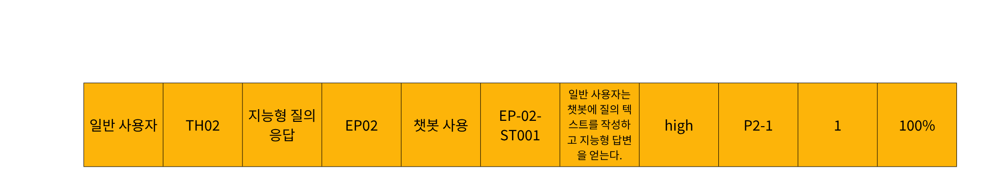 일반 사용자
TH02
지능형 질의
응답
EP02
챗봇 사용
EP-02-
ST001
일반 사용자는
챗봇에 질의 텍
스트를 작성하
고 지능형 답변
을 얻는다.
high
P2-1
1
100%